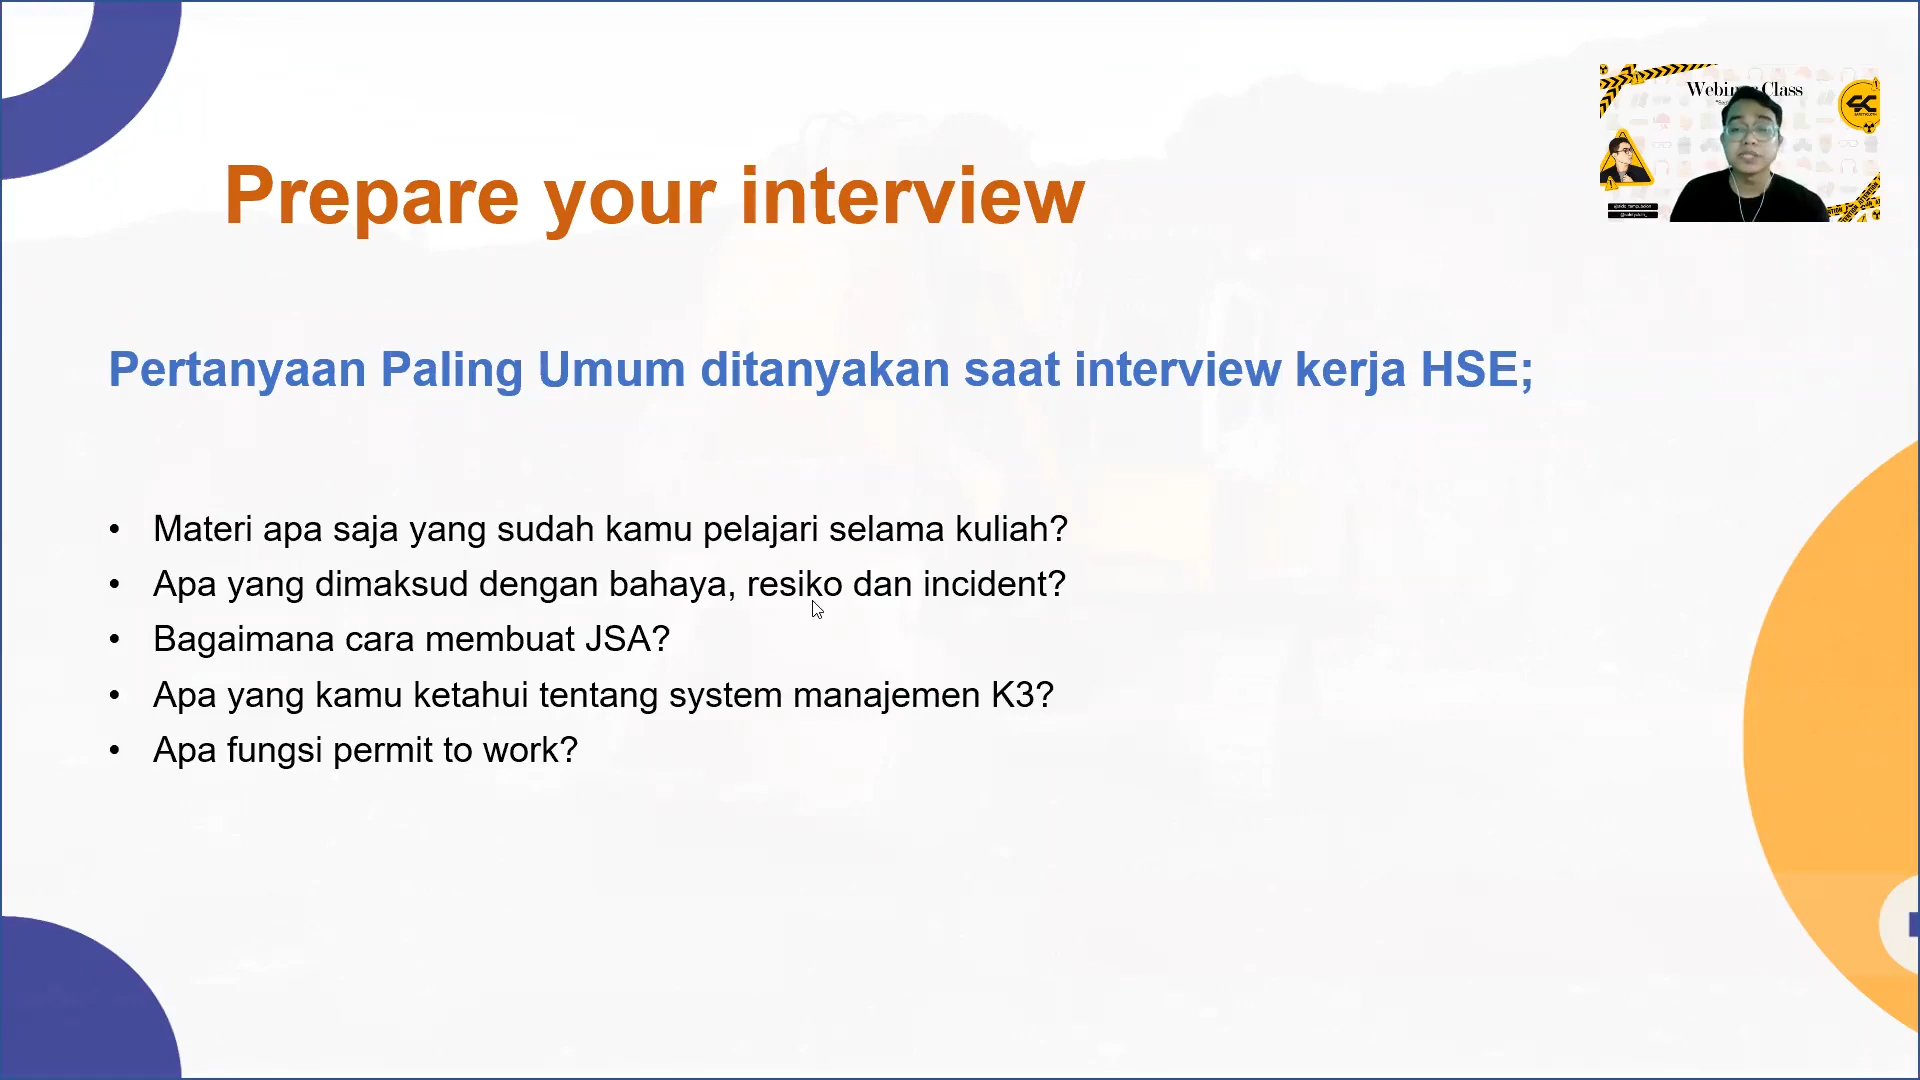 Webinar Class
Prepare your interview
Pertanyaan Paling Umum ditanyakan saat interview kerja HSE;
• Materi apa saja yang sudah kamu pelajari selama kuliah?
• Apa yang dimaksud dengan bahaya, resiko dan incident?
• Bagaimana cara membuat JSA?
• Apa yang kamu ketahui tentang system manajemen K3?
• Apa fungsi permit to work?